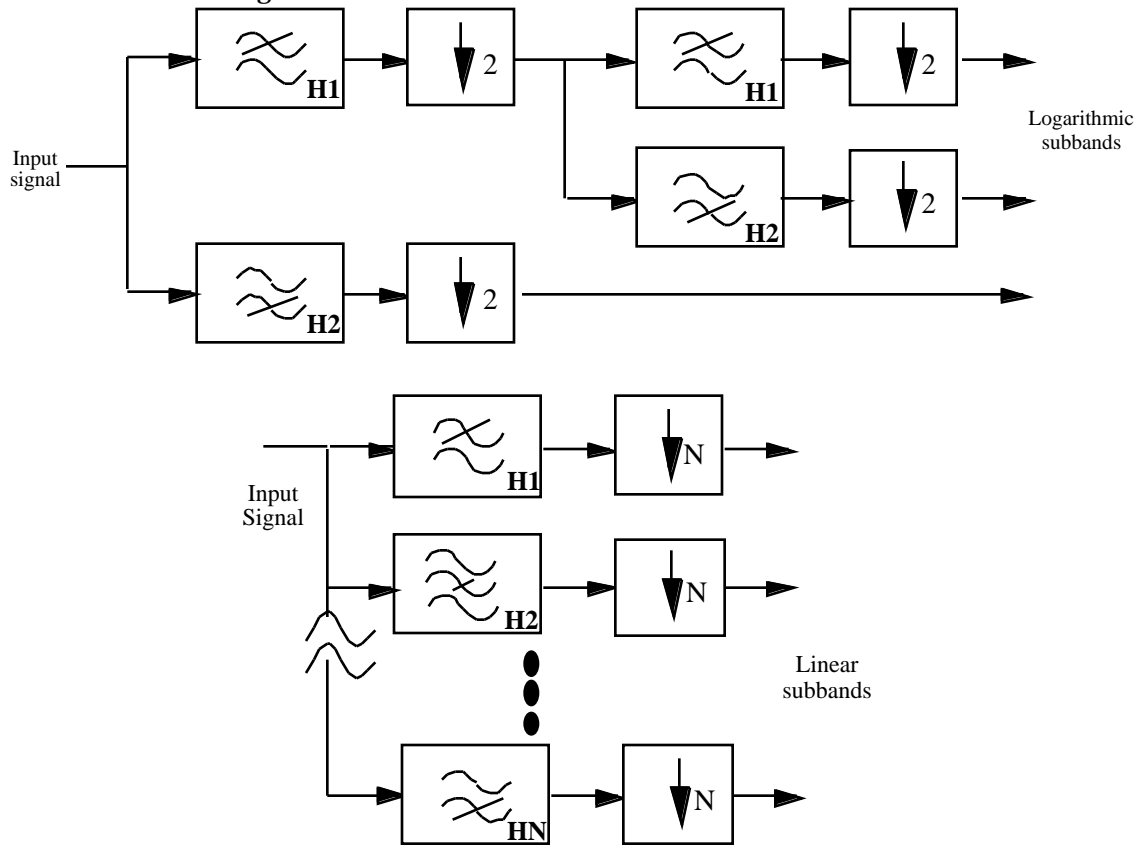 H1
2
H1
2
Logarithmic
subbands
Input
signal
H2
2
H2
2
H1
N
Input
Signal
H2
N
Linear
subbands
HN
N